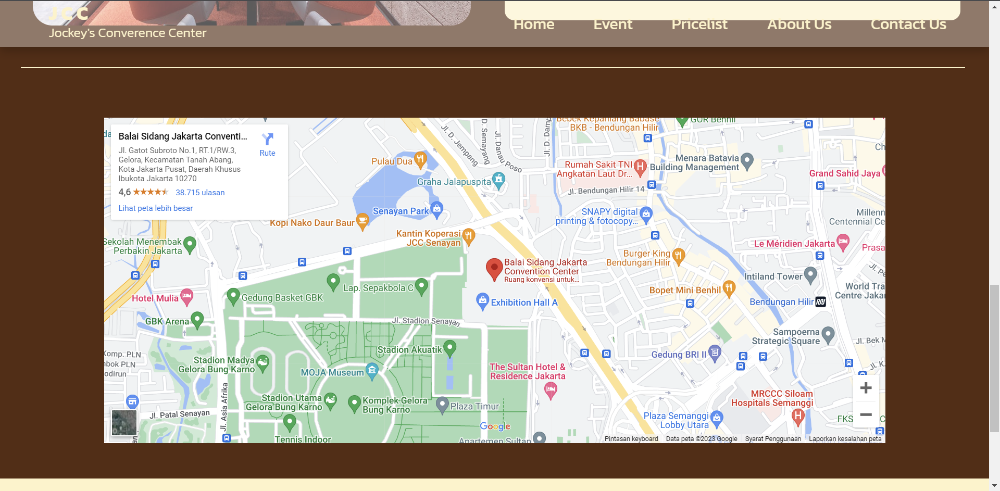 JCC
Jockey's Converence Center
Home
Event
Pricelist
About Us
Contact Us
Balai Sidang Jakarta Conventi...
Jl. Gatot Subroto No.1, RT.1/RW.3,
Gelora, Kecamatan Tanah Abang,
Kota Jakarta Pusat, Daerah Khusus
Ibukota Jakarta 10270
4,6
38.715 ulasan
Lihat peta lebih besar
Rute
Jl. D. Jempang
D. Semayang
Jl. Danau Poso
Jl. D. Damp
Bebek Kepanjang Babase
BKB - Bendungan Hilir
GOR Benhil
Pulau Dua
Graha Jalapuspita
Rumah Sakit TNI
Angkatan Laut Dr...
Menara Batavia
Building Management
Ch
Grand Sahid Jaya
Jl. Bendungan Hilir 14
Senayan Park
SNAPY digital
printing & fotocopy...
Millenn
Centennial Ce
Kopi Nako Daur Baur
Kantin Koperasi
JCC Senayan
Sekolah Menembak
Perbakin Jakarta
Le Méridien Jakarta
Prasa
Burger King
Bendungan Hilir
Balai Sidang Jakarta
Convention Center
Ruang konvensi untuk...
Jl. Pe
Intiland Tower
World Tra
Centre Jakar
Lap. Sepakbola C
Gedung Basket GBK
Hotel Mulia
Exhibition Hall A
Bopet Mini Benhil
Bendungan Hilir
GBK Arena
Jl. Stadion Senayan
Sampoerna
Strategic Square
Jl. Bek M
Stadion Akuatik
Gedung BRI II
Komp. PLN
bok PLN
odirun
Stadion Madya
Gelora Bung Karno
MOJA Museum
The Sultan Hotel &
Residence Jakarta
Jl. K.
Jl. Asia Afrika
Stadion Utama
Gelora Bung Karno
Komplek Gelora
Bung Karno
Plaza Timur
MRCCC Siloam
Hospitals Semanggi
Jl. Patal Senayan
Plaza Semanggi
Lobby Utara
FKS
C
Google
Tennis Indoor
Apartemen Sultan
Pintasan keyboard
Data peta ©2023 Google
Syarat Penggunaan
Laporkan kesalahan peta